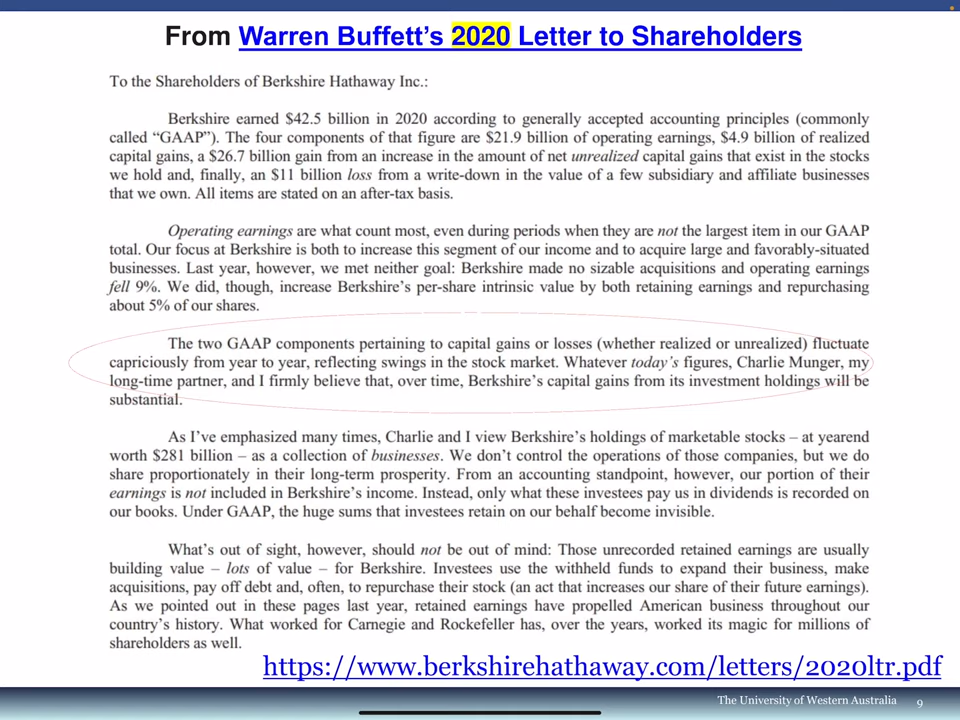 From Warren Buffett’s 2020 Letter to Shareholders
To the Shareholders of Berkshire Hathaway Inc.:
Berkshire earned $42.5 billion in 2020 according to generally accepted accounting principles (commonly
called “GAAP”). The four components of that figure are $21.9 billion of operating earnings, $4.9 billion of realized
capital gains, a $26.7 billion gain from an increase in the amount of net unrealized capital gains that exist in the stocks
we hold and, finally, an $11 billion loss from a write-down in the value of a few subsidiary and affiliate businesses
that we own. All items are stated on an after-tax basis.
Operating earnings are what count most, even during periods when they are not the largest item in our GAAP
total. Our focus at Berkshire is both to increase this segment of our income and to acquire large and favorably-situated
businesses. Last year, however, we met neither goal: Berkshire made no sizable acquisitions and operating earnings
fell 9%. We did, though, increase Berkshire’s per-share intrinsic value by both retaining earnings and repurchasing
about 5% of our shares.
The two GAAP components pertaining to capital gains or losses (whether realized or unrealized) fluctuate
capriciously from year to year, reflecting swings in the stock market. Whatever today’s figures, Charlie Munger, my
long-time partner, and I firmly believe that, over time, Berkshire’s capital gains from its investment holdings will be
substantial.
As I’ve emphasized many times, Charlie and I view Berkshire’s holdings of marketable stocks – at yearend
worth $281 billion – as a collection of businesses. We don’t control the operations of those companies, but we do
share proportionately in their long-term prosperity. From an accounting standpoint, however, our portion of their
earnings is not included in Berkshire’s income. Instead, only what these investees pay us in dividends is recorded on
our books. Under GAAP, the huge sums that investees retain on our behalf become invisible.
What’s out of sight, however, should not be out of mind: Those unrecorded retained earnings are usually
building value – lots of value – for Berkshire. Investees use the withheld funds to expand their business, make
acquisitions, pay off debt and, often, to repurchase their stock (an act that increases our share of their future earnings).
As we pointed out in these pages last year, retained earnings have propelled American business throughout our
country’s history. What worked for Carnegie and Rockefeller has, over the years, worked its magic for millions of
shareholders as well.
https://www.berkshirehathaway.com/letters/2020ltr.pdf
The University of Western Australia 9